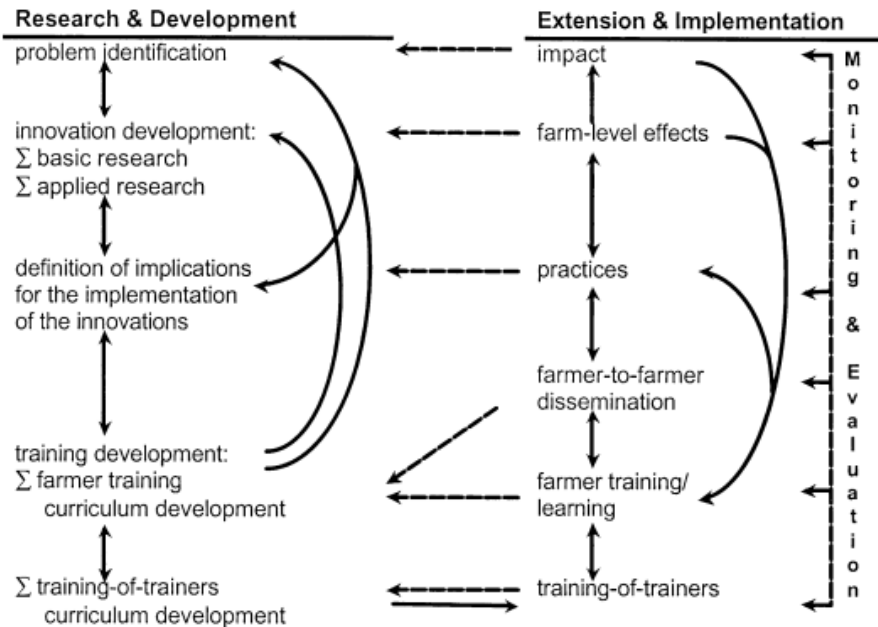 Research & Development
problem identification
innovation development:
∑ basic research
∑ applied research
definition of implications
for the implementation
of the innovations
training development:
∑ farmer training
curriculum development
∑ training-of-trainers
curriculum development
Extension & Implementation
impact
farm-level effects
practices
farmer-to-farmer
dissemination
farmer training/
learning
training-of-trainers
Monitoring & Evaluation